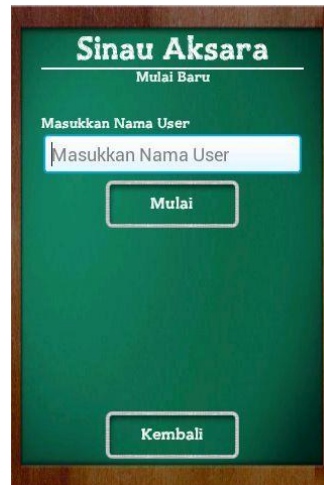 Sinau Aksara
Mulai Baru
Masukkan Nama User
Masukkan Nama User
Mulai
Kembali